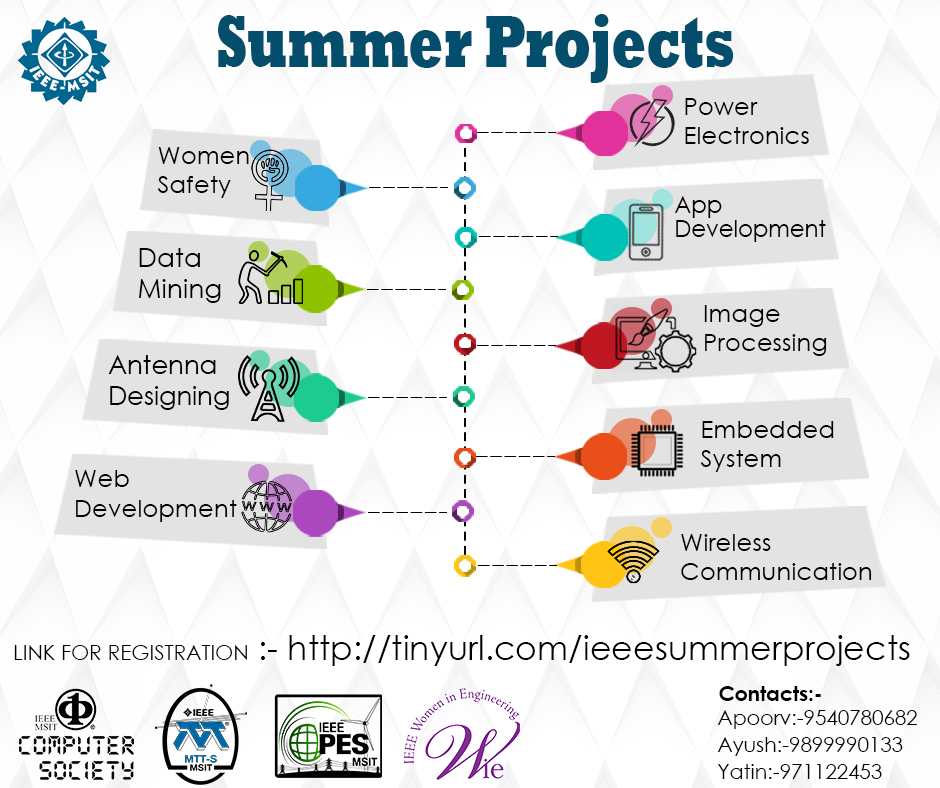 IEEE-MSIT
Summer Projects
Power
Electronics
Women
Safety
App
Development
Data
Mining
Image
Processing
Antenna
Designing
Embedded
System
Web
Development
WWW
Wireless
Communication
LINK FOR REGISTRATION :- http://tinyurl.com/ieeesummerprojects
IEEE
MSIT
COMPUTER
SOCIETY
IEEE
MTT-S
MSIT
IEEE
PES
MSIT
IEEE Women in Engineering
Wie
Contacts:-
Apoorv:-9540780682
Ayush:-9899990133
Yatin:-971122453